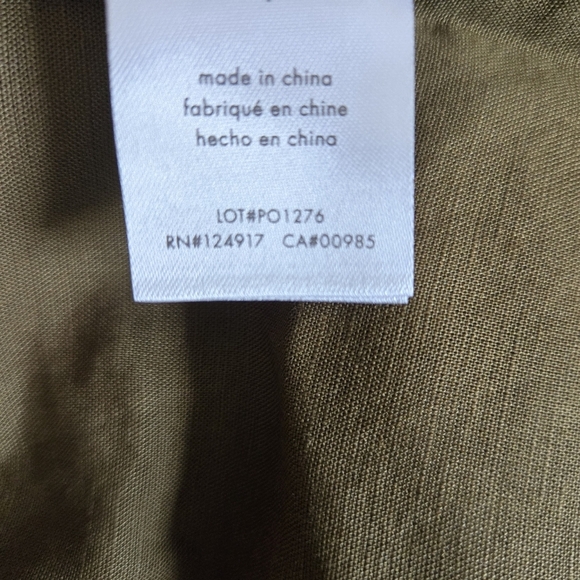 made in china
fabriqué en chine
hecho en china
LOT#PO1276
RN#124917 CA#00985